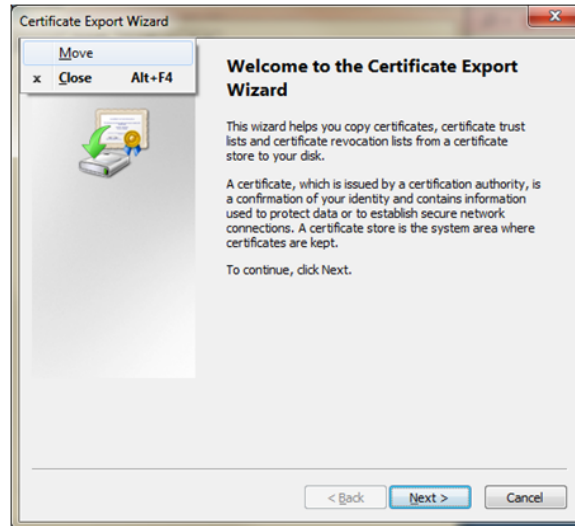 Certificate Export Wizard
Move
x Close Alt+F4
Welcome to the Certificate Export
Wizard
This wizard helps you copy certificates, certificate trust
lists and certificate revocation lists from a certificate
store to your disk.
A certificate, which is issued by a certification authority, is
a confirmation of your identity and contains information
used to protect data or to establish secure network
connections. A certificate store is the system area where
certificates are kept.
To continue, click Next.
< Back Next > Cancel